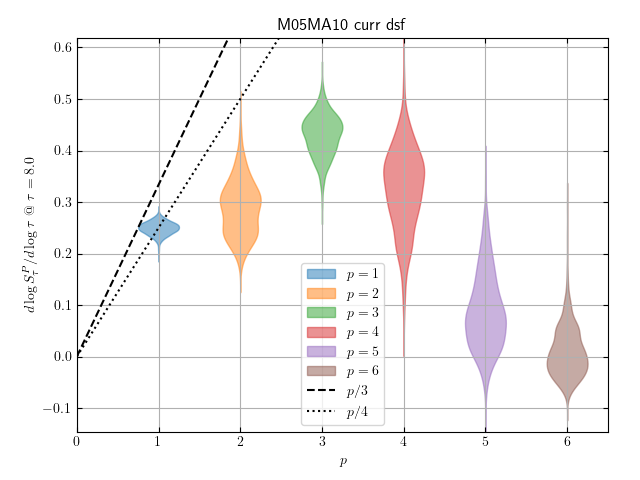 M05MA10 curr dsf
d log S_τ^P / d log τ @ τ = 8.0
0.6
0.5
0.4
0.3
0.2
0.1
0.0
−0.1
p = 1
p = 2
p = 3
p = 4
p = 5
p = 6
p/3
p/4
0 1 2 3 4 5 6
p